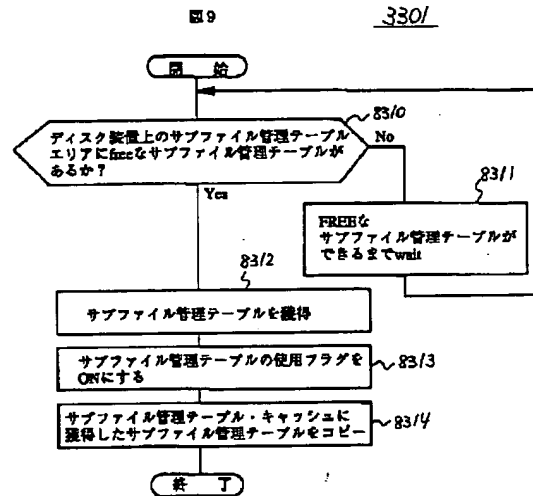 図9
3301
開 始
8310
ディスク装置上のサブファイル管理テーブル
エリアにfreeなサブファイル管理テーブルが
あるか?
No
Yes
8311
FREEな
サブファイル管理テーブルが
できるまでwait
8312
サブファイル管理テーブルを獲得
サブファイル管理テーブルの使用フラグを
ONにする
8313
サブファイル管理テーブル・キャッシュに
獲得したサブファイル管理テーブルをコピー
8314
終 了